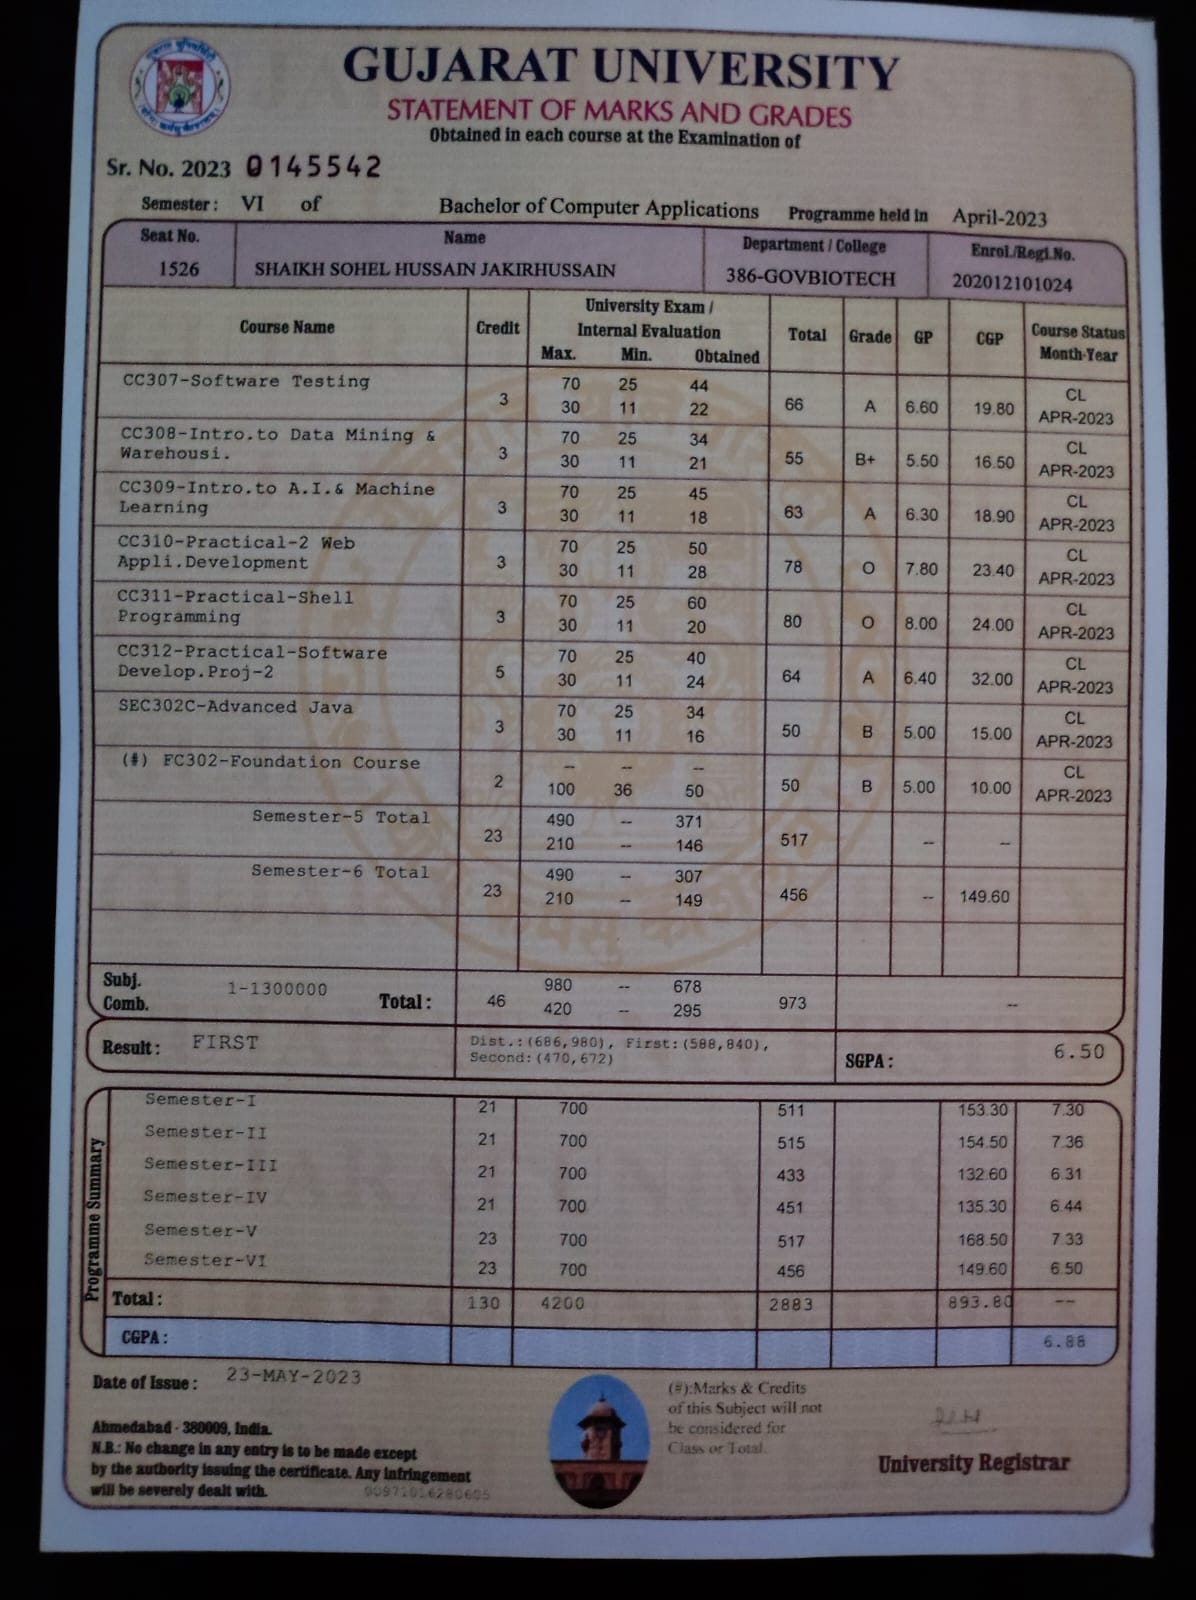 GUJARAT UNIVERSITY
STATEMENT OF MARKS AND GRADES
Obtained in each course at the Examination of
Sr. No. 2023 0145542
Semester : VI of Bachelor of Computer Applications Programme held in April-2023
Seat No. Name Department / College Enrol./Regi.No.
1526 SHAIKH SOHEL HUSSAIN JAKIRHUSSAIN 386-GOVBIOTECH 202012101024
Course Name Credit University Exam / Internal Evaluation Total Grade GP CGP Course Status Month-Year
Max. Min. Obtained
CC307-Software Testing 70 25 44 CL
3 30 11 22 66 A 6.60 19.80 APR-2023
CC308-Intro.to Data Mining & 70 25 34 CL
Warehousi. 3 30 11 21 55 B+ 5.50 16.50 APR-2023
CC309-Intro.to A.I.& Machine 70 25 45 CL
Learning 3 30 11 18 63 A 6.30 18.90 APR-2023
CC310-Practical-2 Web 70 25 50 CL
Appli.Development 3 30 11 28 78 O 7.80 23.40 APR-2023
CC311-Practical-Shell 70 25 60 CL
Programming 3 30 11 20 80 O 8.00 24.00 APR-2023
CC312-Practical-Software 70 25 40 CL
Develop.Proj-2 5 30 11 24 64 A 6.40 32.00 APR-2023
SEC302C-Advanced Java 70 25 34 CL
3 30 11 16 50 B 5.00 15.00 APR-2023
(#) FC302-Foundation Course -- -- -- CL
2 100 36 50 50 B 5.00 10.00 APR-2023
Semester-5 Total 490 -- 371
23 210 -- 146 517 -- --
Semester-6 Total 490 -- 307
23 210 -- 149 456 -- 149.60
Subj. 1-1300000 980 -- 678
Comb. Total : 46 420 -- 295 973 --
Result : FIRST Dist.:(686,980), First:(588,840), SGPA : 6.50
Second:(470,672)
Programme Summary
Semester-I 21 700 511 153.30 7.30
Semester-II 21 700 515 154.50 7.36
Semester-III 21 700 433 132.60 6.31
Semester-IV 21 700 451 135.30 6.44
Semester-V 23 700 517 168.50 7.33
Semester-VI 23 700 456 149.60 6.50
Total : 130 4200 2883 893.80 --
CGPA : 6.88
Date of Issue : 23-MAY-2023
(#):Marks & Credits
of this Subject will not
be considered for
Class or Total.
Ahmedabad - 380009, India.
N.B.: No change in any entry is to be made except
by the authority issuing the certificate. Any infringement
will be severely dealt with. 00971016280605
University Registrar